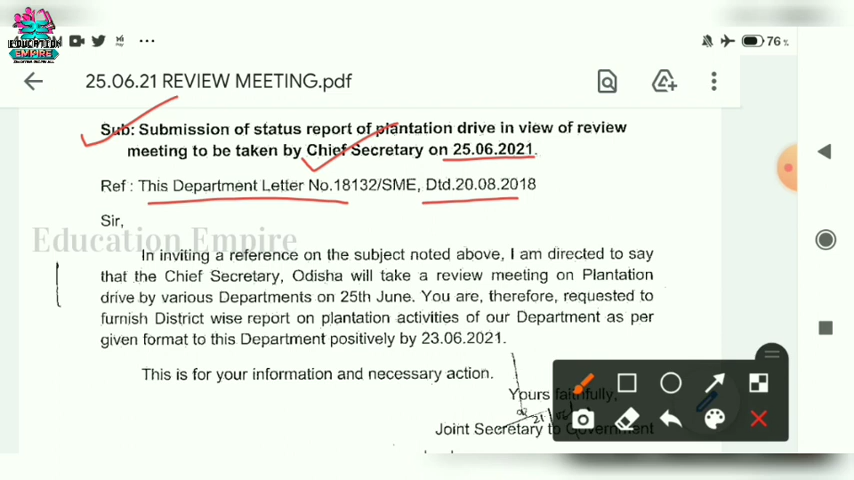 EDUCATION
EMPIRE
76%
25.06.21 REVIEW MEETING.pdf
Sub: Submission of status report of plantation drive in view of review
meeting to be taken by Chief Secretary on 25.06.2021.
Ref : This Department Letter No.18132/SME, Dtd.20.08.2018
Sir,
Education Empire
In inviting a reference on the subject noted above, I am directed to say
that the Chief Secretary, Odisha will take a review meeting on Plantation
drive by various Departments on 25th June. You are, therefore, requested to
furnish District wise report on plantation activities of our Department as per
given format to this Department positively by 23.06.2021.
This is for your information and necessary action.
Yours faithfully,
Joint Secretary to Government